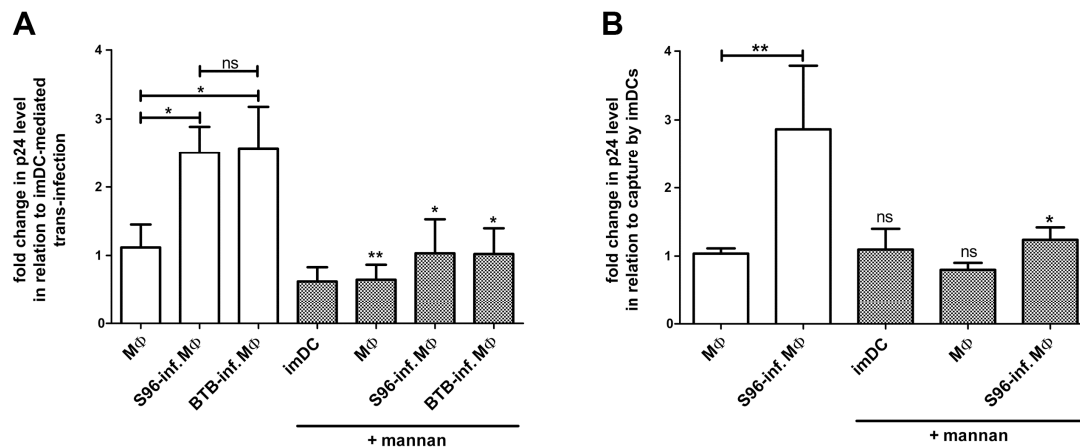 A
fold change in p24 level
in relation to imDC-mediated
trans-infection
4
3
2
1
0
ns
*
*
**
*
*
MΦ
S96-inf. MΦ
BTB-inf. MΦ
imDC
MΦ
S96-inf. MΦ
BTB-inf. MΦ
+ mannan
B
fold change in p24 level
in relation to capture by imDCs
4
3
2
1
0
**
ns
ns
*
MΦ
S96-inf. MΦ
imDC
MΦ
S96-inf. MΦ
+ mannan